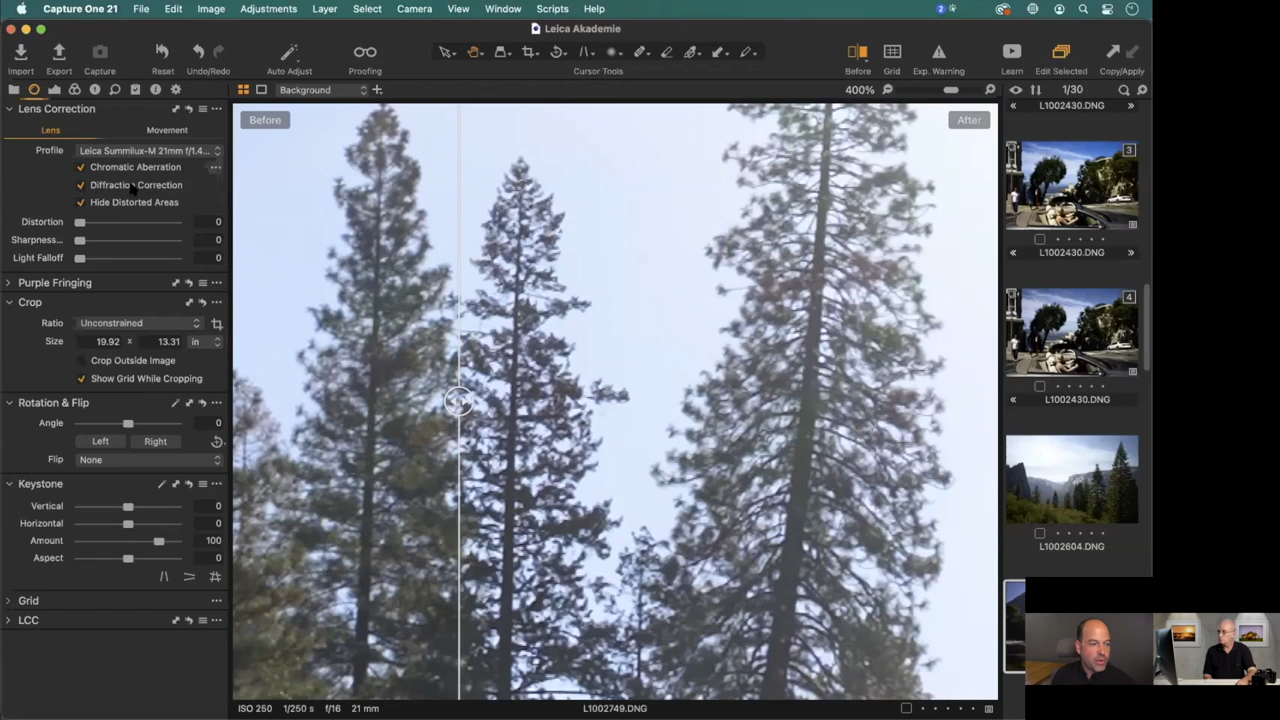 Capture One 21 File Edit Image Adjustments Layer Select Camera View Window Scripts Help 2
Leica Akademie
Import Export Capture Reset Undo/Redo Auto Adjust Proofing Cursor Tools Before Grid Exp. Warning Learn Edit Selected Copy/Apply
Background 400% 1/30
Lens Correction
Lens Movement
Profile Leica Summilux-M 21mm f/1.4...
Chromatic Aberration
Diffraction Correction
Hide Distorted Areas
Distortion 0
Sharpness... 0
Light Falloff 0
Purple Fringing
Crop
Ratio Unconstrained
Size 19.92 x 13.31 in
Crop Outside Image
Show Grid While Cropping
Rotation & Flip
Angle 0
Left Right
Flip None
Keystone
Vertical 0
Horizontal 0
Amount 100
Aspect 0
Grid
LCC
Before After
L1002430.DNG
3
L1002430.DNG
4
L1002430.DNG
L1002604.DNG
ISO 250 1/250 s f/16 21 mm L1002749.DNG